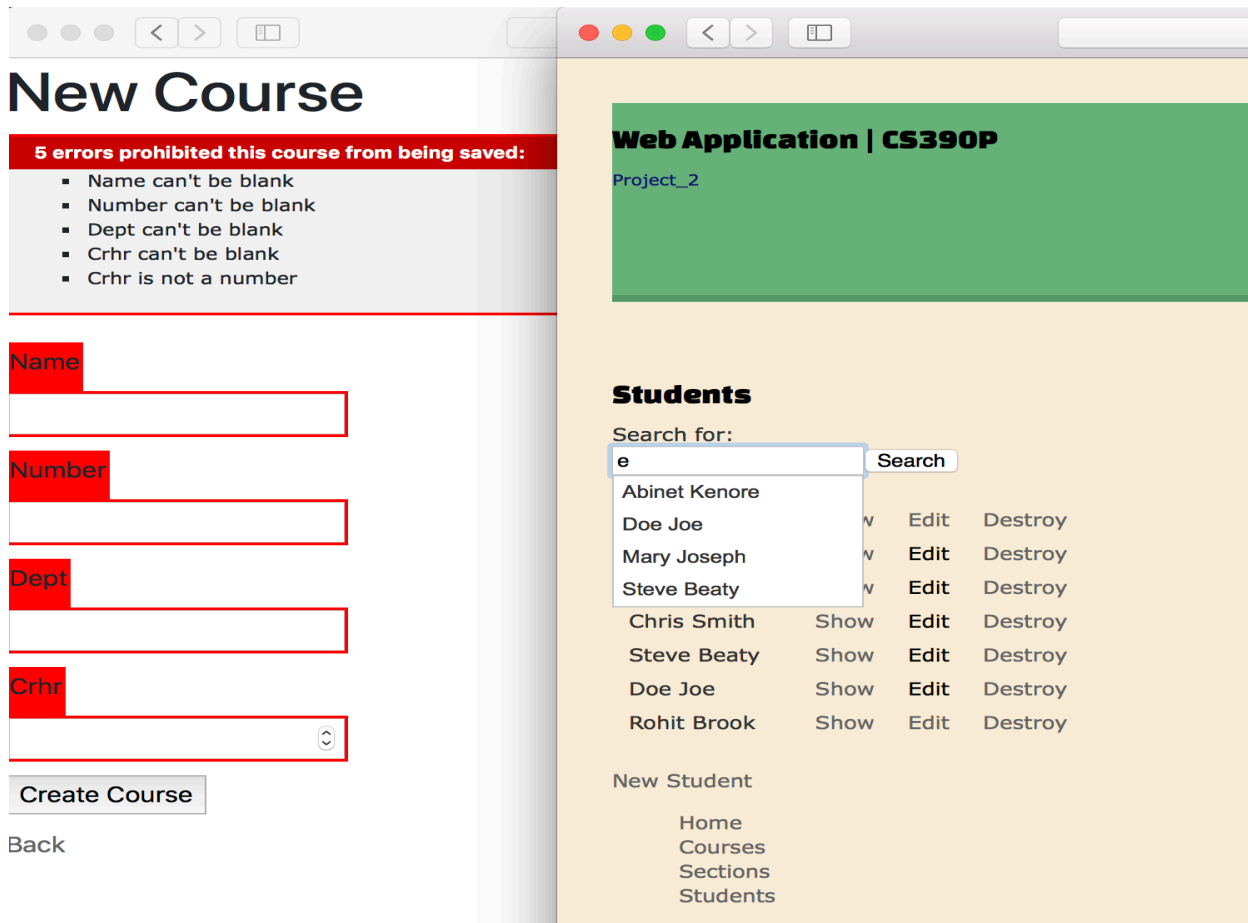 New Course
5 errors prohibited this course from being saved:
Name can't be blank
Number can't be blank
Dept can't be blank
Crhr can't be blank
Crhr is not a number
Name
Number
Dept
Crhr
Create Course
Back
Web Application | CS390P
Project_2
Students
Search for:
e Search
Abinet Kenore
Doe Joe
Mary Joseph
Steve Beaty
Edit Destroy
Edit Destroy
Edit Destroy
Chris Smith Show Edit Destroy
Steve Beaty Show Edit Destroy
Doe Joe Show Edit Destroy
Rohit Brook Show Edit Destroy
New Student
Home
Courses
Sections
Students